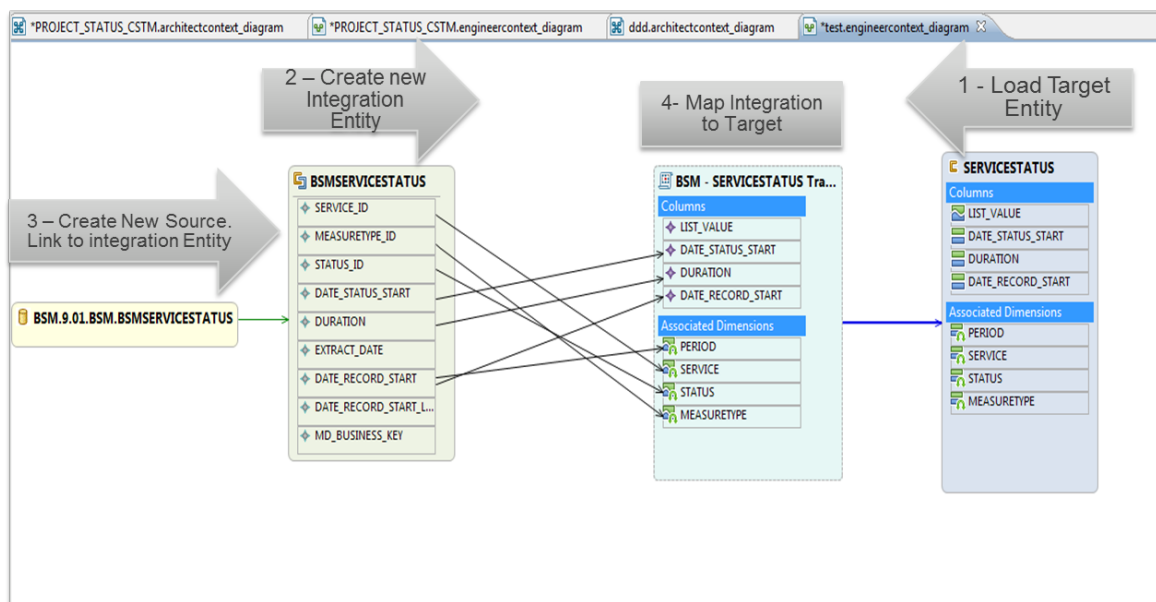 *PROJECT_STATUS_CSTM.architectcontext_diagram
*PROJECT_STATUS_CSTM.engineercontext_diagram
ddd.architectcontext_diagram
*test.engineercontext_diagram
2 – Create new
Integration
Entity
4- Map Integration
to Target
1 - Load Target
Entity
3 – Create New Source.
Link to integration Entity
BSM.9.01.BSM.BSMSERVICESTATUS
BSMSERVICESTATUS
SERVICE_ID
MEASURETYPE_ID
STATUS_ID
DATE_STATUS_START
DURATION
EXTRACT_DATE
DATE_RECORD_START
DATE_RECORD_START_L...
MD_BUSINESS_KEY
BSM - SERVICESTATUS Tra...
Columns
LIST_VALUE
DATE_STATUS_START
DURATION
DATE_RECORD_START
Associated Dimensions
PERIOD
SERVICE
STATUS
MEASURETYPE
SERVICESTATUS
Columns
LIST_VALUE
DATE_STATUS_START
DURATION
DATE_RECORD_START
Associated Dimensions
PERIOD
SERVICE
STATUS
MEASURETYPE